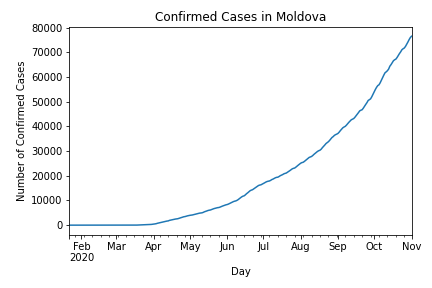 Confirmed Cases in Moldova
80000
70000
60000
50000
40000
30000
20000
10000
0
Number of Confirmed Cases
Feb Mar Apr May Jun Jul Aug Sep Oct Nov
2020
Day